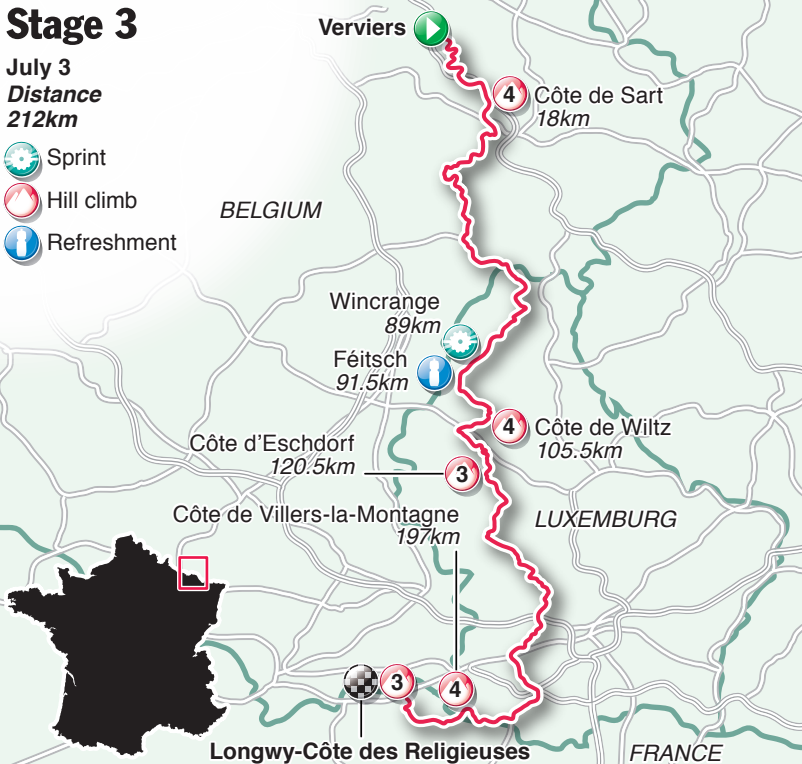 Stage 3
July 3
Distance
212km
Sprint
Hill climb
Refreshment
Verviers
4
Côte de Sart
18km
BELGIUM
Wincrange
89km
Féitsch
91.5km
4
Côte de Wiltz
105.5km
Côte d'Eschdorf
120.5km
3
Côte de Villers-la-Montagne
197km
LUXEMBURG
3
4
Longwy-Côte des Religieuses
FRANCE